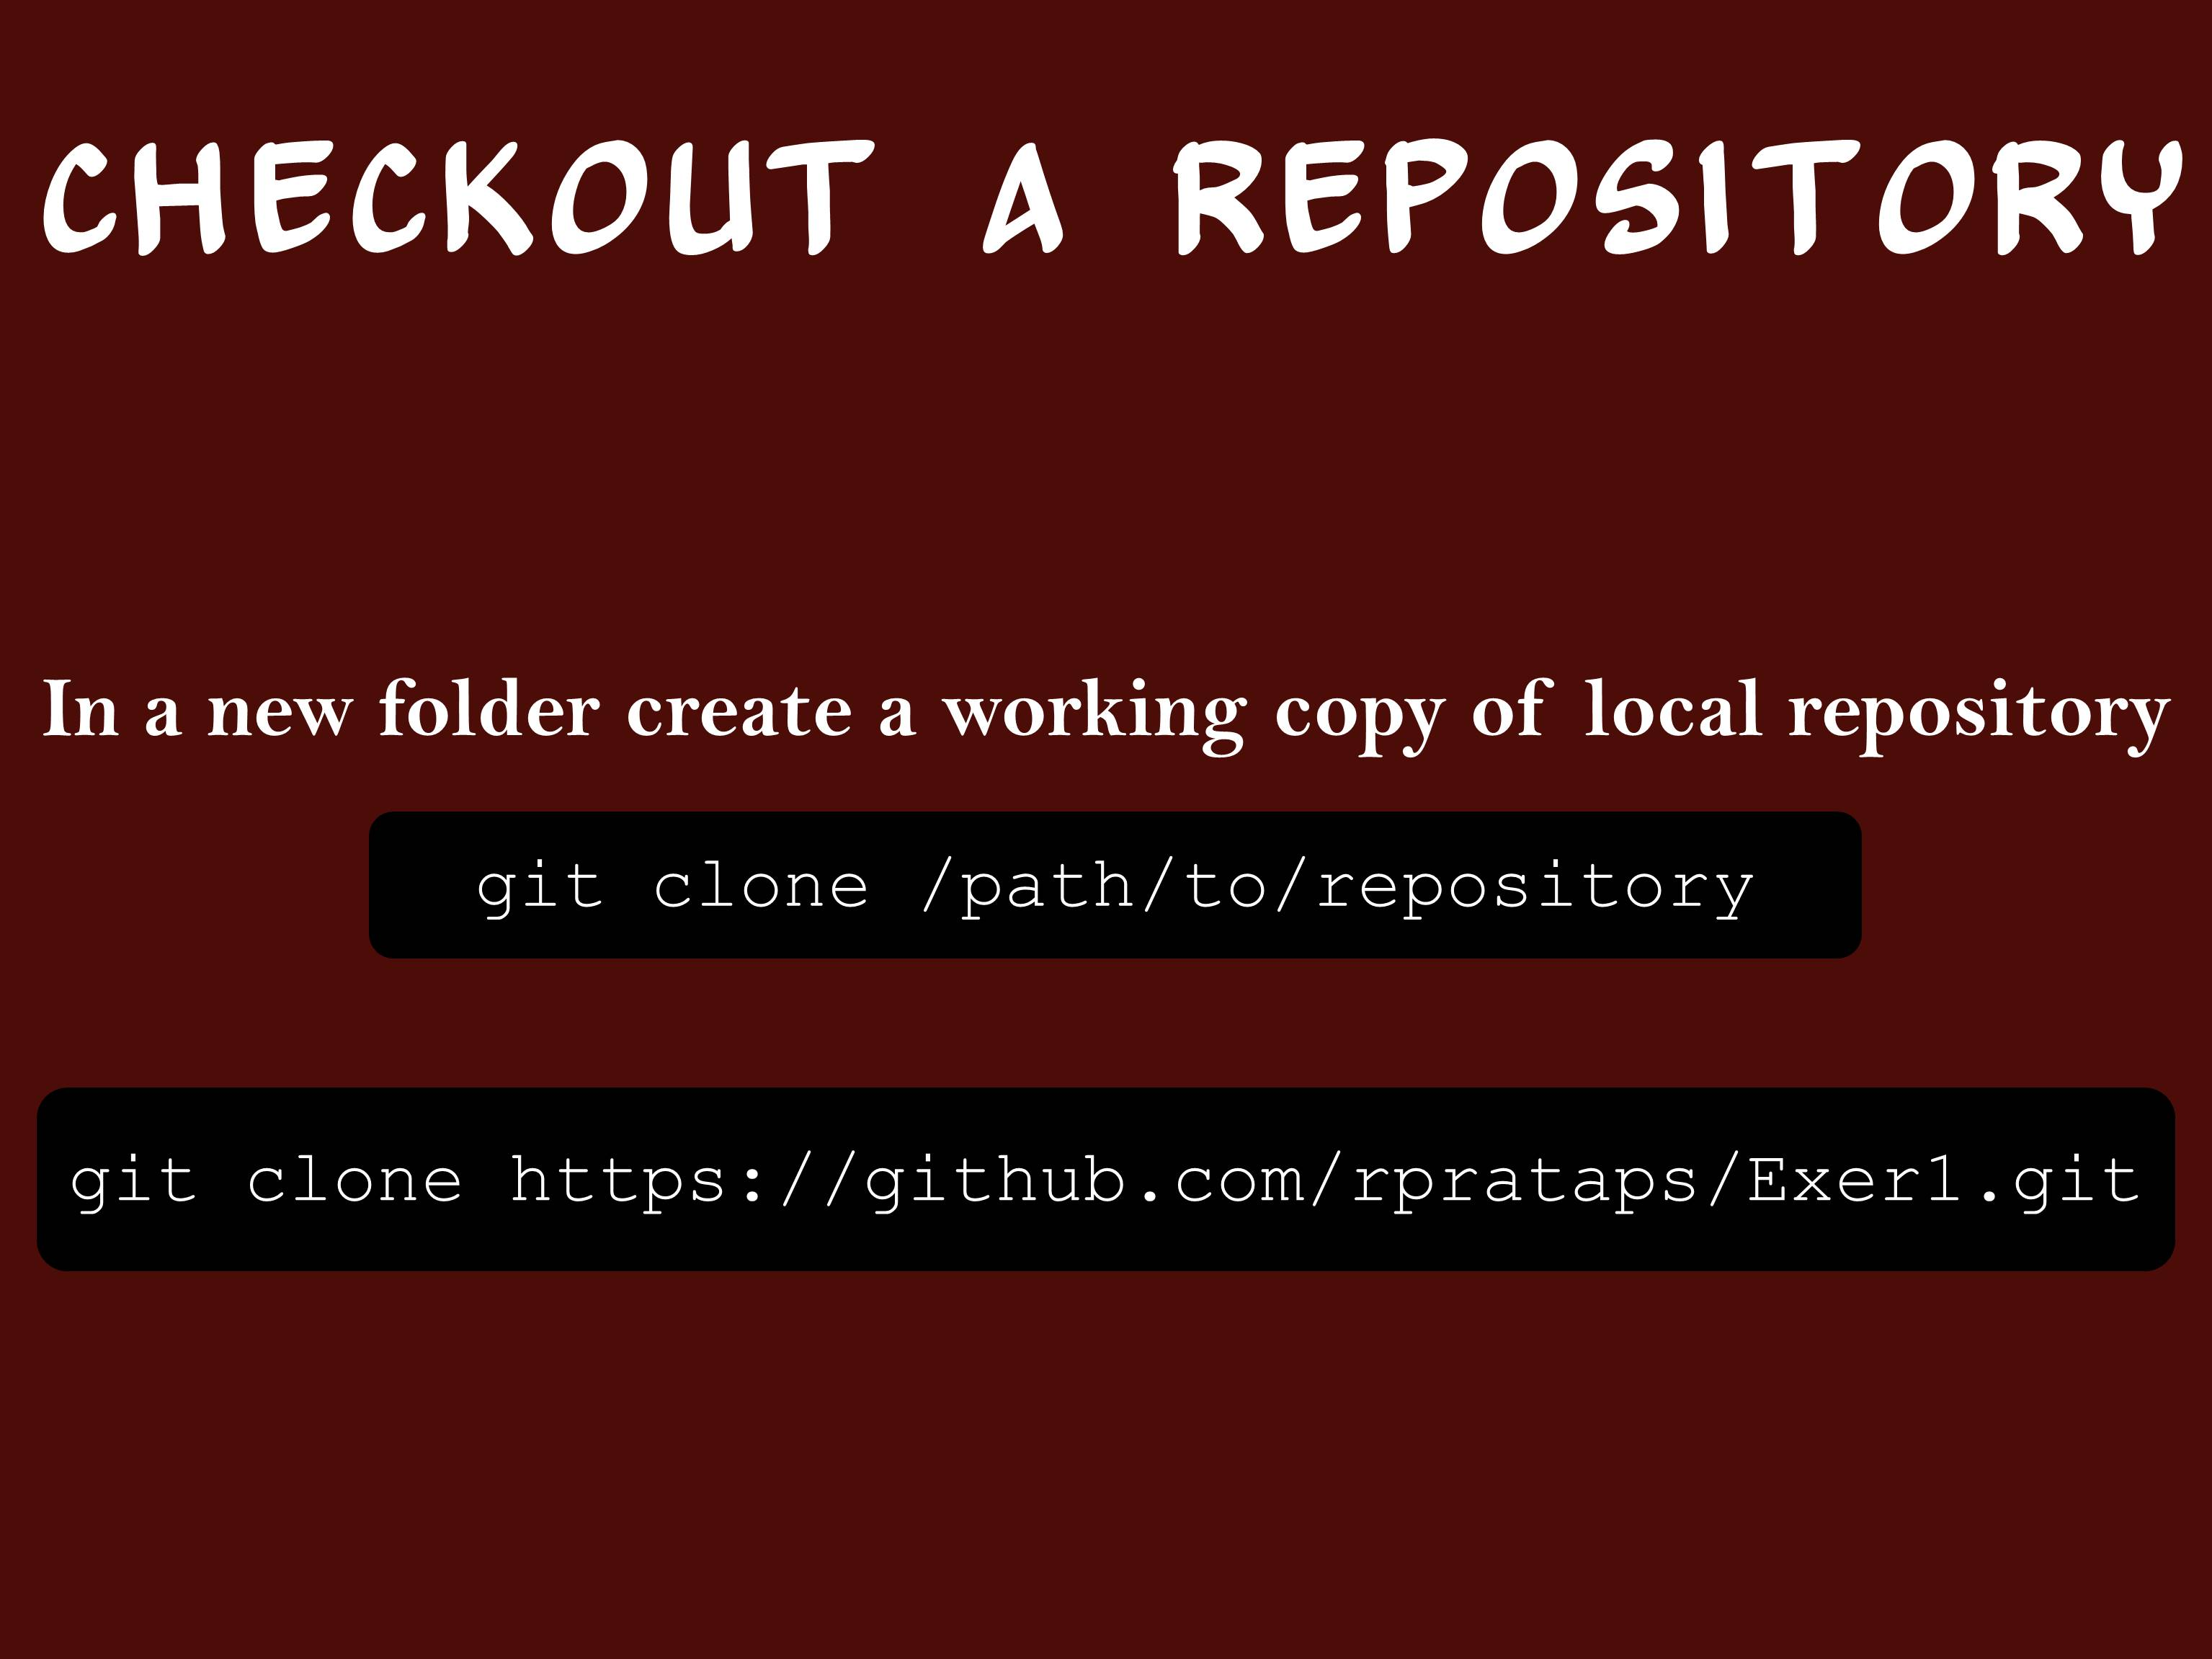 CHECKOUT A REPOSITORY
In a new folder create a working copy of local repository
git clone /path/to/repository
git clone https://github.com/rprataps/Exer1.git